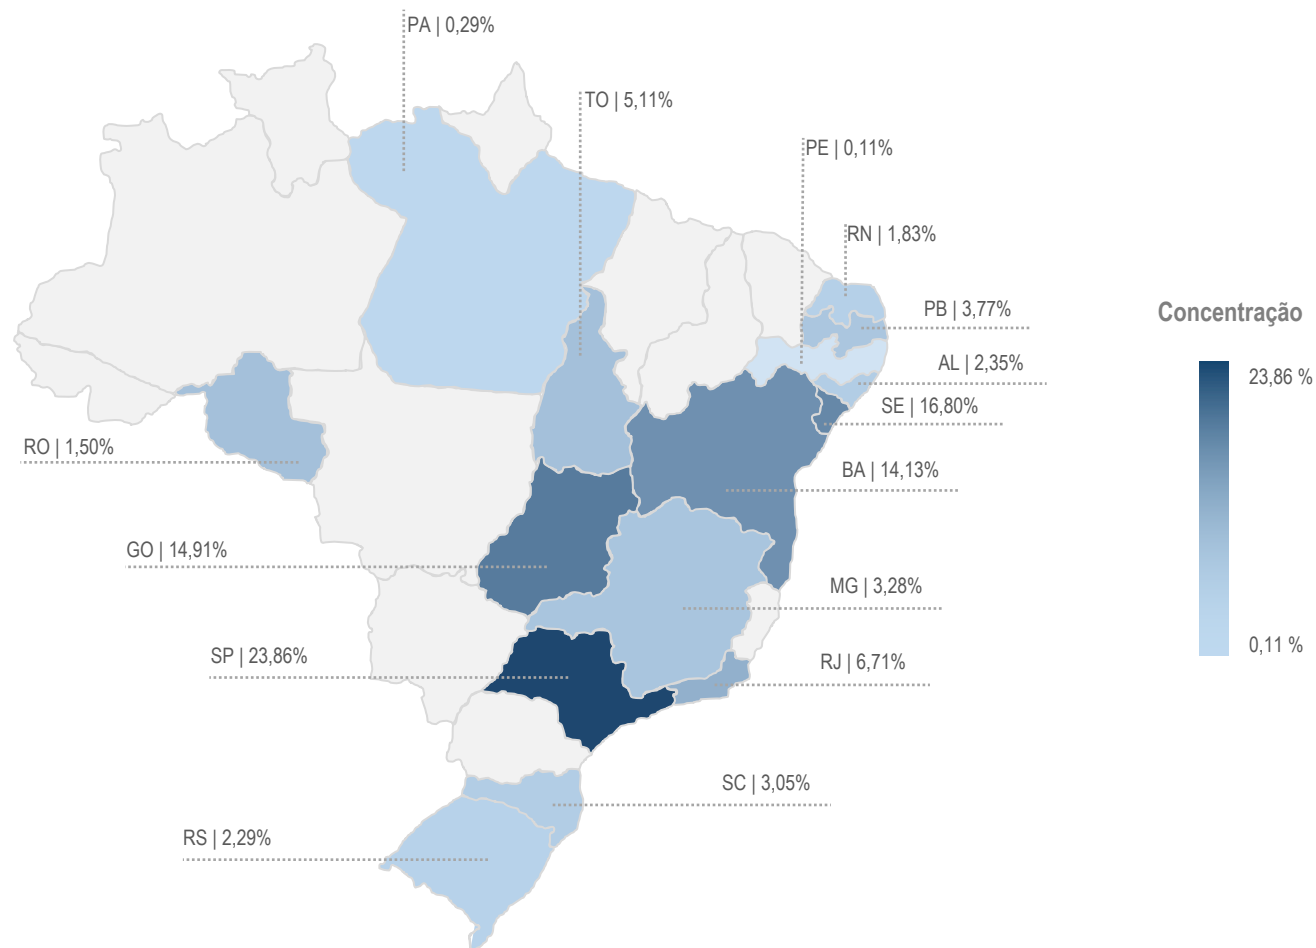 PA | 0,29%
TO | 5,11%
PE | 0,11%
RN | 1,83%
PB | 3,77%
Concentração
AL | 2,35%
23,86 %
SE | 16,80%
RO | 1,50%
BA | 14,13%
GO | 14,91%
MG | 3,28%
0,11 %
SP | 23,86%
RJ | 6,71%
SC | 3,05%
RS | 2,29%